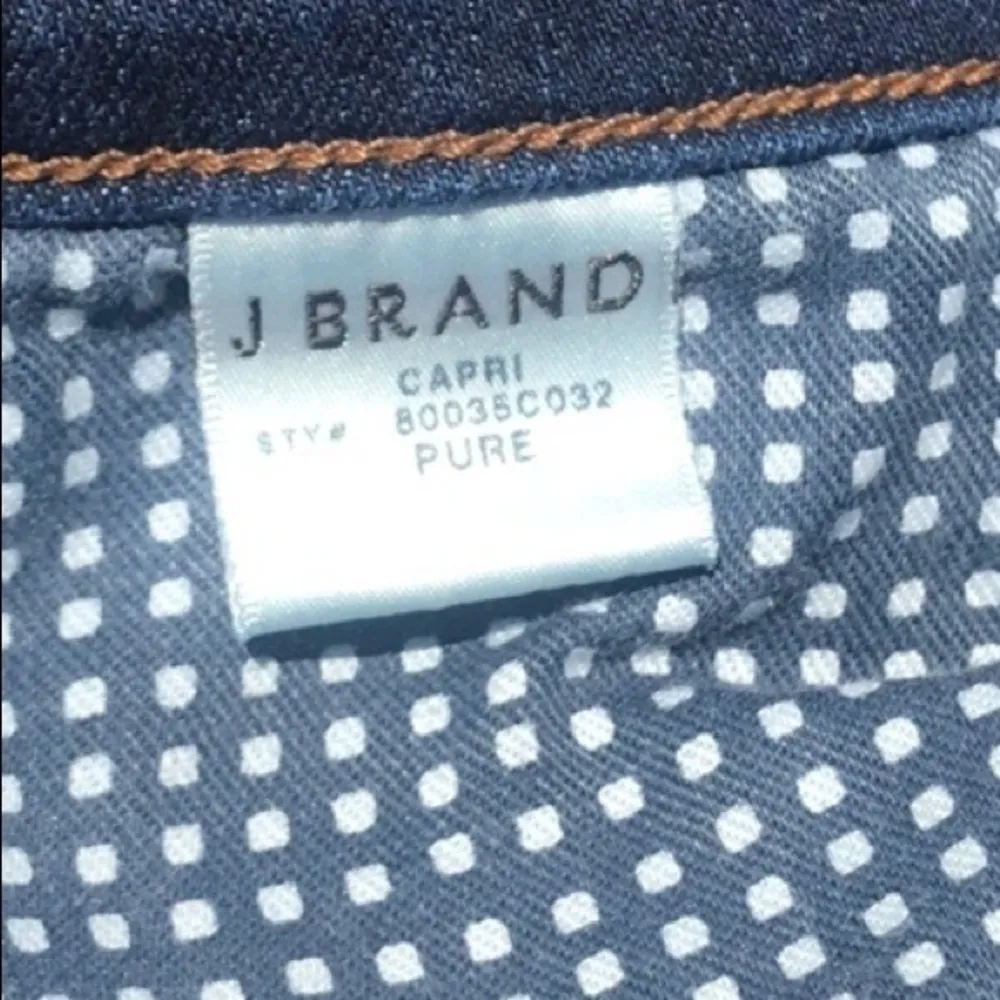 J BRAND
CAPRI
STY# 80035C032
PURE